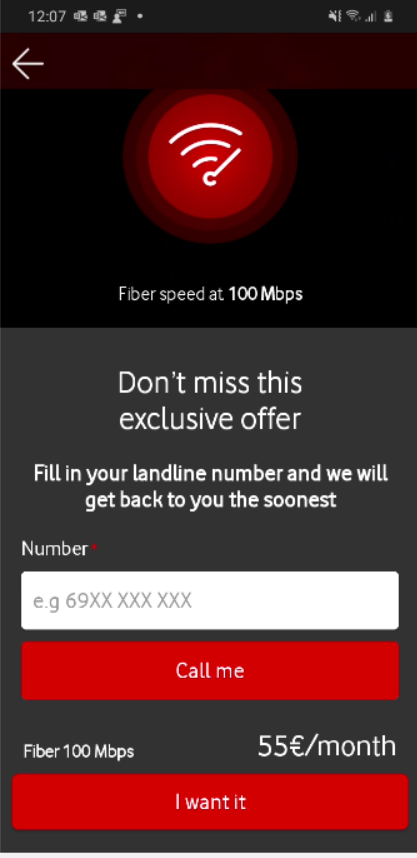 12:07
Fiber speed at 100 Mbps
Don't miss this
exclusive offer
Fill in your landline number and we will
get back to you the soonest
Number*
e.g 69XX XXX XXX
Call me
Fiber 100 Mbps 55€/month
I want it